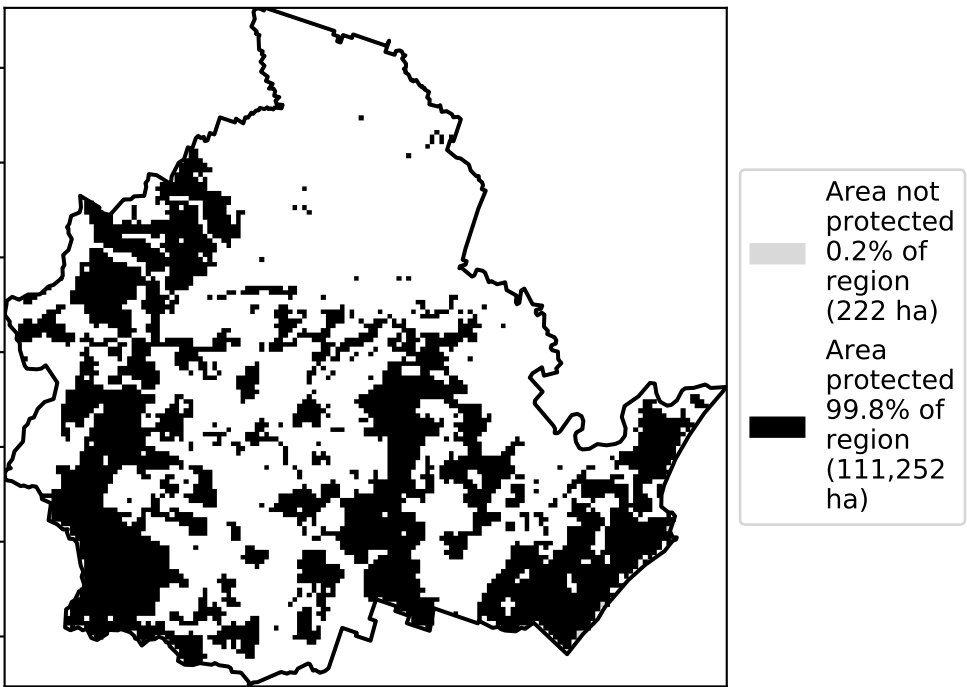 Area not
protected
0.2% of
region
(222 ha)
Area
protected
99.8% of
region
(111,252
ha)